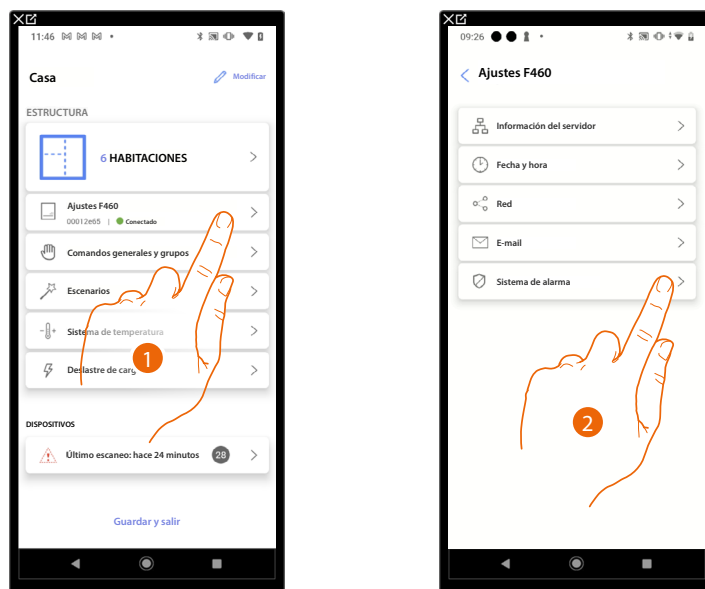 11:46
Casa
Modificar
ESTRUCTURA
6 HABITACIONES
Ajustes F460
00012e65 | Conectado
Comandos generales y grupos
Escenarios
Sistema de temperatura
Deslastre de carg
1
DISPOSITIVOS
Último escaneo: hace 24 minutos 28
Guardar y salir
09:26
Ajustes F460
Información del servidor
Fecha y hora
Red
E-mail
Sistema de alarma
2